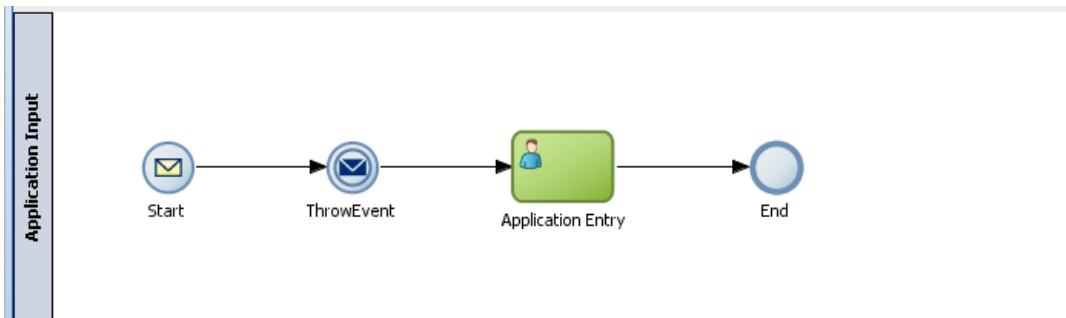 Application Input
Start
ThrowEvent
Application Entry
End